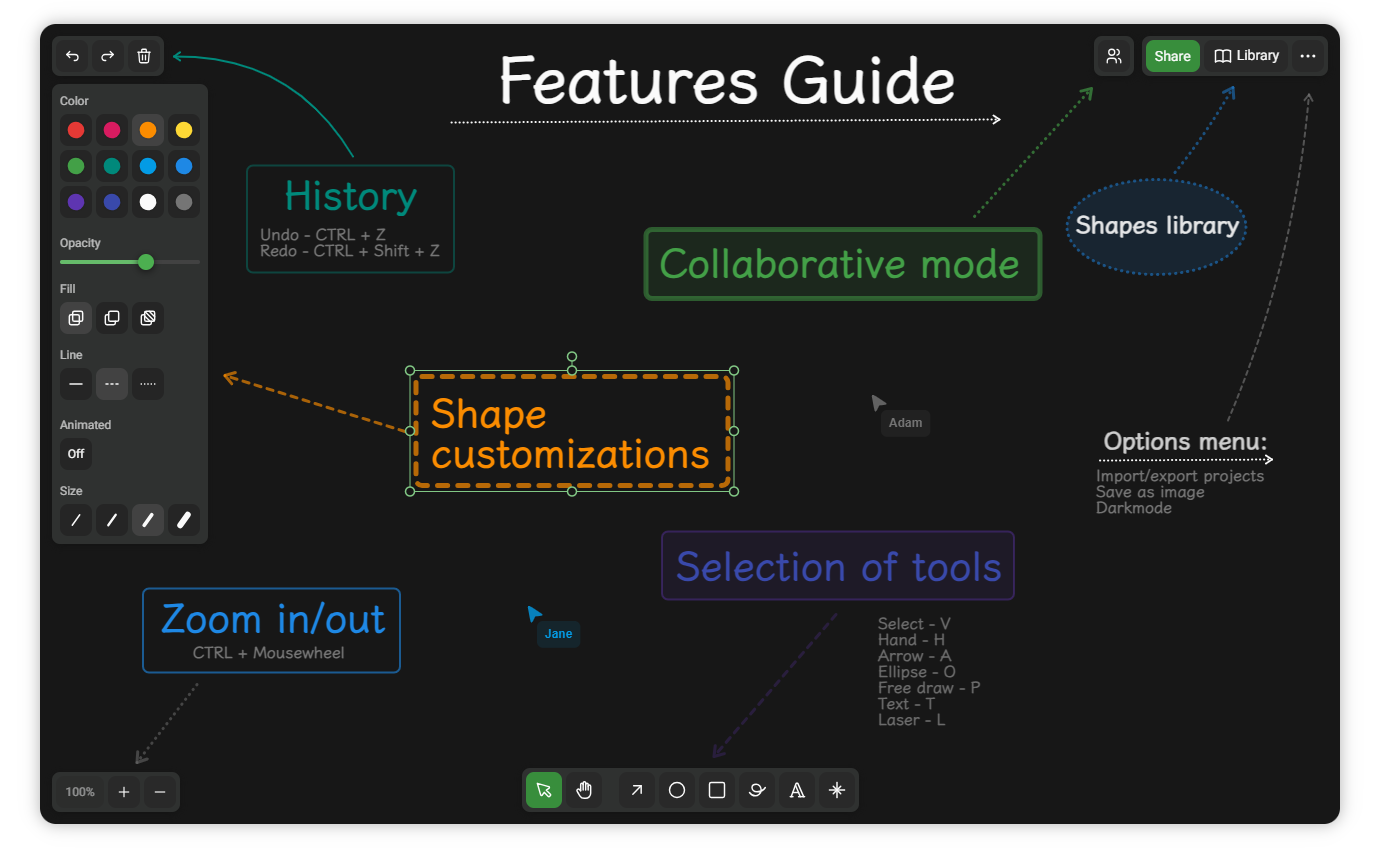 Features Guide
Share
Library
Color
Opacity
Fill
Line
Animated
Off
Size
History
Undo - CTRL + Z
Redo - CTRL + Shift + Z
Collaborative mode
Shapes library
Shape
customizations
Adam
Options menu:
Import/export projects
Save as image
Darkmode
Selection of tools
Select - V
Hand - H
Arrow - A
Ellipse - O
Free draw - P
Text - T
Laser - L
Zoom in/out
CTRL + Mousewheel
Jane
100%